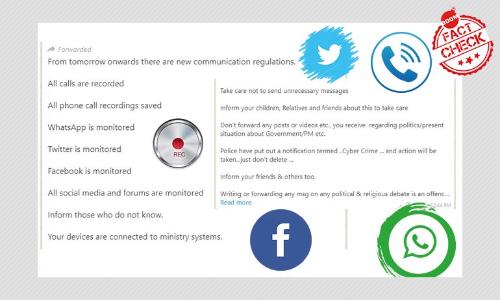 Forwarded
From tomorrow onwards there are new communication regulations.
All calls are recorded
All phone call recordings saved
WhatsApp is monitored
Twitter is monitored
Facebook is monitored
All social media and forums are monitored
Inform those who do not know.
Your devices are connected to ministry systems.
REC
Take care not to send unnecessary messages
Inform your children, Relatives and friends about this to take care
Don't forward any posts or videos etc., you receive regarding politics/present
situation about Government/PM etc.
Police have put out a notification termed ..Cyber Crime ... and action will be
taken...just don't delete ...
Inform your friends & others too.
Writing or forwarding any msg on any political & religious debate is an offenc...
Read more
BOOM
FACT
CHECK